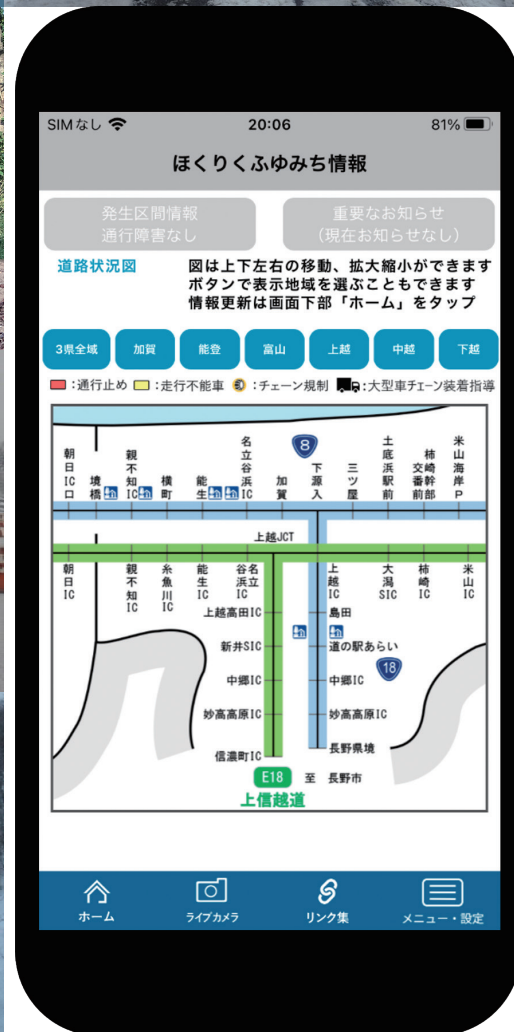 SIMなし 20:06 81%
ほくりくふゆみち情報
発生区間情報
通行障害なし
重要なお知らせ
(現在お知らせなし)
道路状況図
図は上下左右の移動、拡大縮小ができます
ボタンで表示地域を選ぶこともできます
情報更新は画面下部「ホーム」をタップ
3県全域 加賀 能登 富山 上越 中越 下越
:通行止め :走行不能車 :チェーン規制 :大型車チェーン装着指導
8
朝日IC口
境橋
親不知IC
横町
能生
名立谷浜IC
加賀
下源入
三ツ屋
土底浜駅前
柿崎幹部交番前
米山海岸P
上越JCT
朝日IC
親不知IC
糸魚川IC
能生IC
名立谷浜IC
上越IC
大潟SIC
柿崎IC
米山IC
上越高田IC 島田
新井SIC 道の駅あらい
18
中郷IC 中郷IC
妙高高原IC 妙高高原IC
信濃町IC 長野県境
E18 至 長野市
上信越道
ホーム ライブカメラ リンク集 メニュー・設定